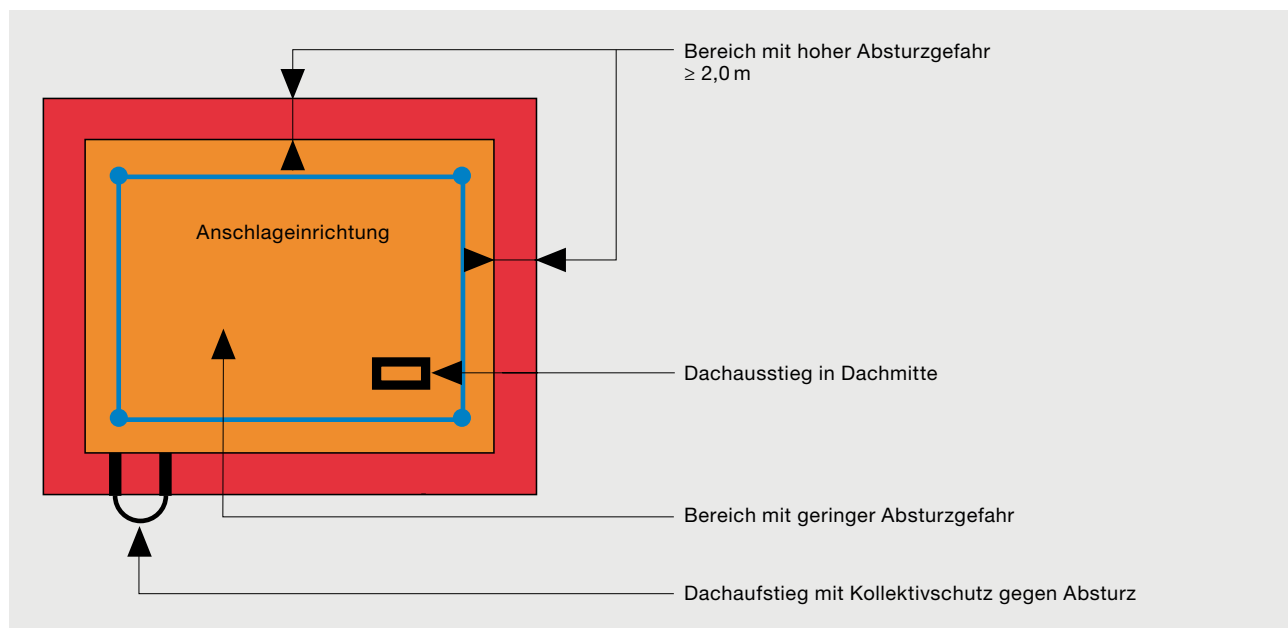 Bereich mit hoher Absturzgefahr
≥ 2,0 m
Anschlageinrichtung
Dachausstieg in Dachmitte
Bereich mit geringer Absturzgefahr
Dachaufstieg mit Kollektivschutz gegen Absturz